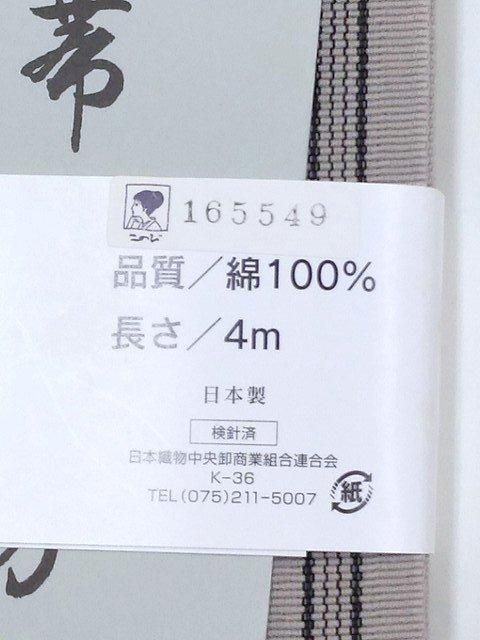 帯
165549
品質／綿100%
長さ／4m
日本製
検針済
日本織物中央卸商業組合連合会
K-36
TEL(075)211-5007
紙